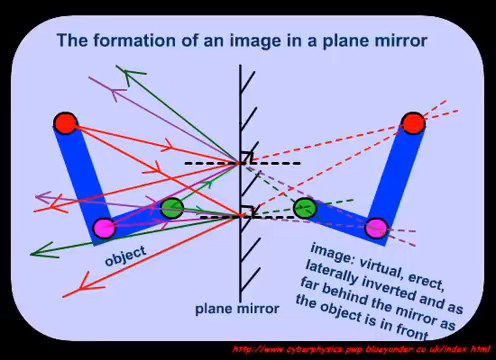 The formation of an image in a plane mirror
object
plane mirror
image: virtual, erect,
laterally inverted and as
far behind the mirror as
the object is in front
http://www.cyberphysics.pwp.blueyonder.co.uk/index.html